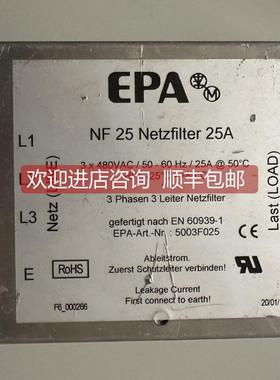 EPA
M
NF 25 Netzfilter 25A
L1
3 x 480VAC / 50 - 60 Hz / 25A @ 50°C
欢迎进店咨询 顺丰包邮
L3
Netz
Last (LOAD)
3 Phasen 3 Leiter Netzfilter
gefertigt nach EN 60939-1
EPA-Art.-Nr.: 5003F025
E
RoHS
Ableitstrom.
Zuerst Schutzleiter verbinden!
Leakage Current
First connect to earth!
F6_000266
20/01/